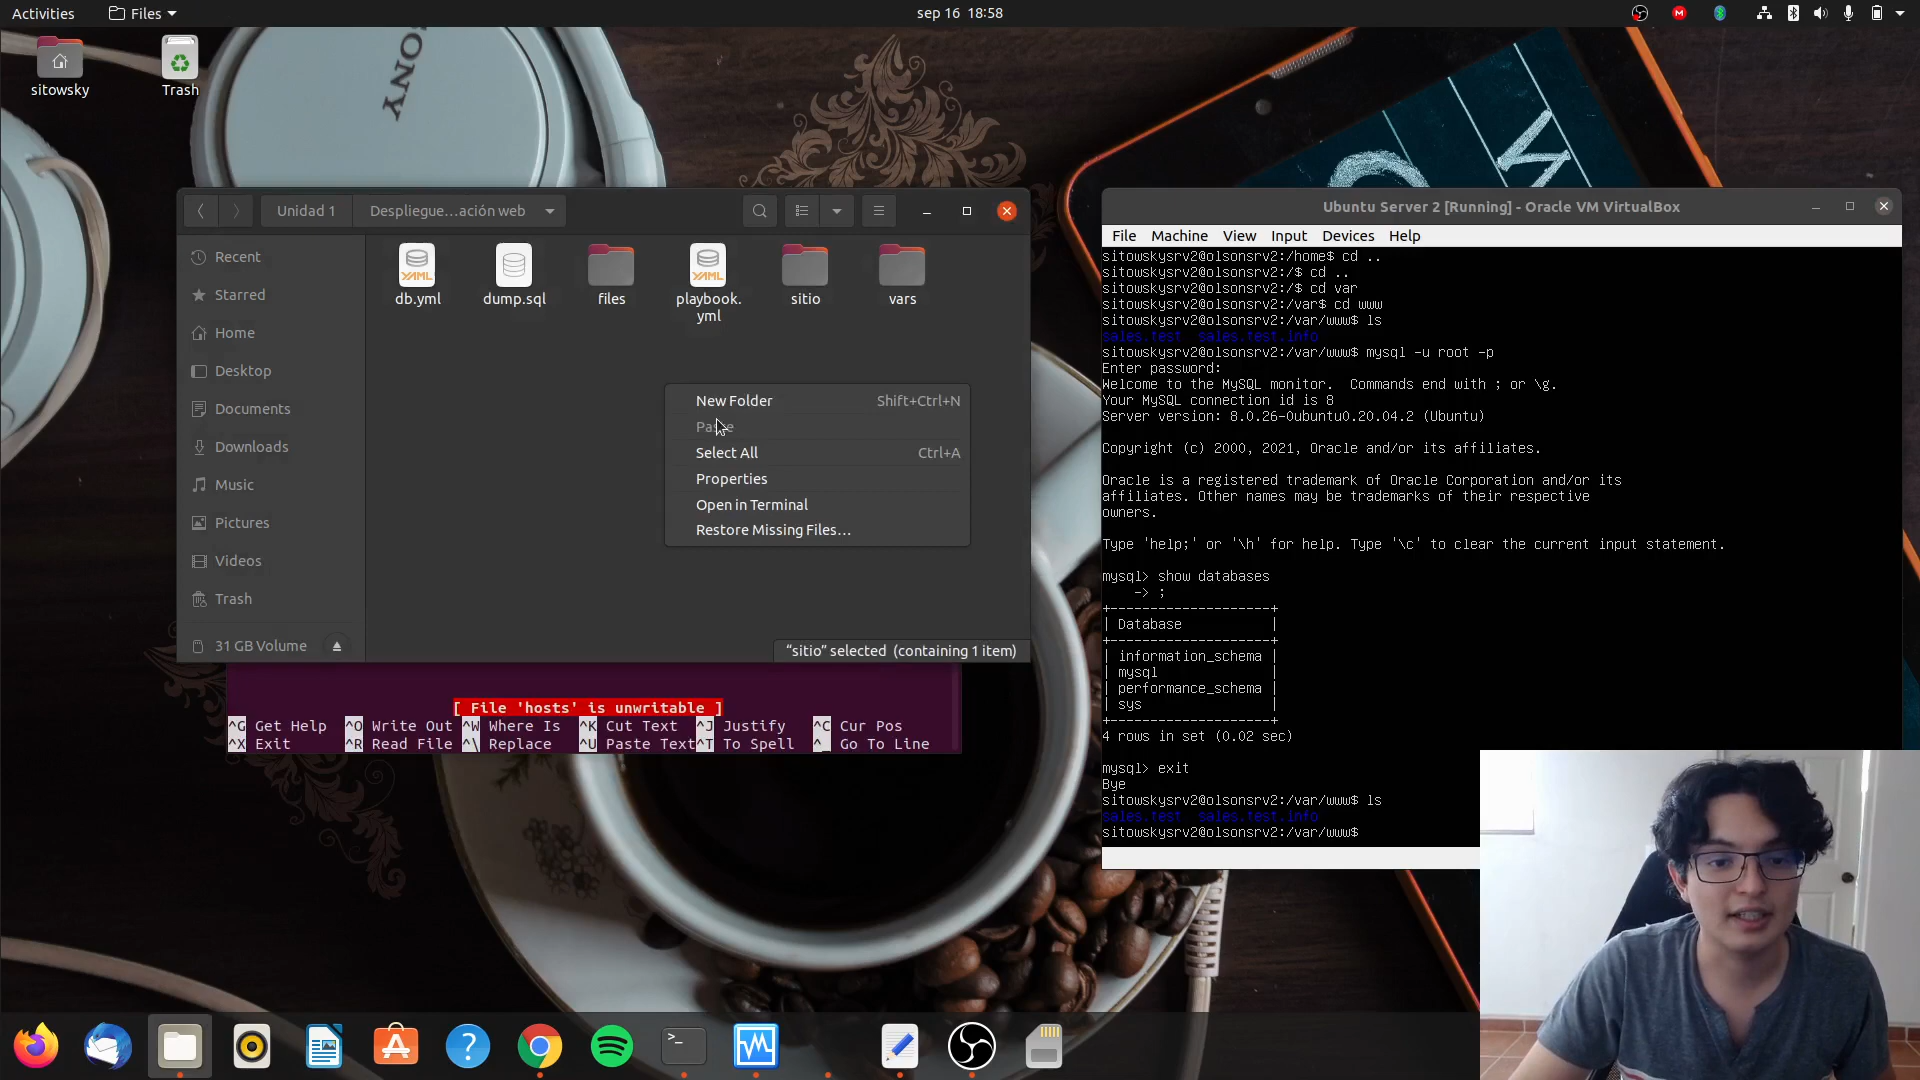 Activities
Files
sep 16 18:58
sitowsky
Trash
SONY
Unidad 1
Despliegue...ación web
Recent
Starred
Home
Desktop
Documents
Downloads
Music
Pictures
Videos
Trash
31 GB Volume
db.yml
dump.sql
files
playbook.
yml
sitio
vars
New Folder Shift+Ctrl+N
Paste
Select All Ctrl+A
Properties
Open in Terminal
Restore Missing Files...
"sitio" selected (containing 1 item)
[ File 'hosts' is unwritable ]
^G Get Help ^O Write Out ^W Where Is ^K Cut Text ^J Justify ^C Cur Pos
^X Exit ^R Read File ^\ Replace ^U Paste Text ^T To Spell ^_ Go To Line
Ubuntu Server 2 [Running] - Oracle VM VirtualBox
File Machine View Input Devices Help
sitowskysrv2@olsonsrv2:/home$ cd ..
sitowskysrv2@olsonsrv2:/$ cd ..
sitowskysrv2@olsonsrv2:/$ cd var
sitowskysrv2@olsonsrv2:/var$ cd www
sitowskysrv2@olsonsrv2:/var/www$ ls
sales.test sales.test.info
sitowskysrv2@olsonsrv2:/var/www$ mysql -u root -p
Enter password:
Welcome to the MySQL monitor. Commands end with ; or \g.
Your MySQL connection id is 8
Server version: 8.0.26-0ubuntu0.20.04.2 (Ubuntu)
Copyright (c) 2000, 2021, Oracle and/or its affiliates.
Oracle is a registered trademark of Oracle Corporation and/or its
affiliates. Other names may be trademarks of their respective
owners.
Type 'help;' or '\h' for help. Type '\c' to clear the current input statement.
mysql> show databases
-> ;
+--------------------+
| Database |
+--------------------+
| information_schema |
| mysql
| performance_schema |
| sys
+--------------------+
4 rows in set (0.02 sec)
mysql> exit
Bye
sitowskysrv2@olsonsrv2:/var/www$ ls
sales.test sales.test.info
sitowskysrv2@olsonsrv2:/var/www$